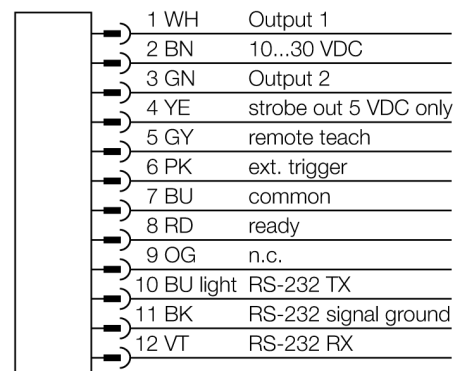 1 WH Output 1
2 BN 10...30 VDC
3 GN Output 2
4 YE strobe out 5 VDC only
5 GY remote teach
6 PK ext. trigger
7 BU common
8 RD ready
9 OG n.c.
10 BU light RS-232 TX
11 BK RS-232 signal ground
12 VT RS-232 RX